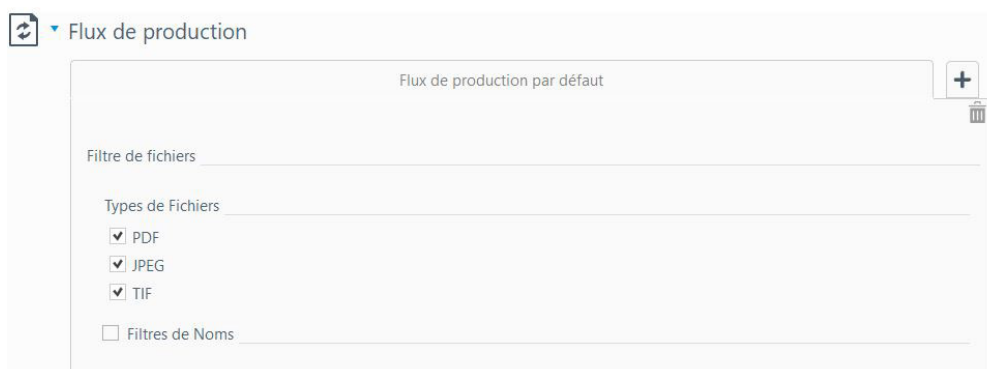 Flux de production
Flux de production par défaut
Filtre de fichiers
Types de Fichiers
PDF
JPEG
TIF
Filtres de Noms